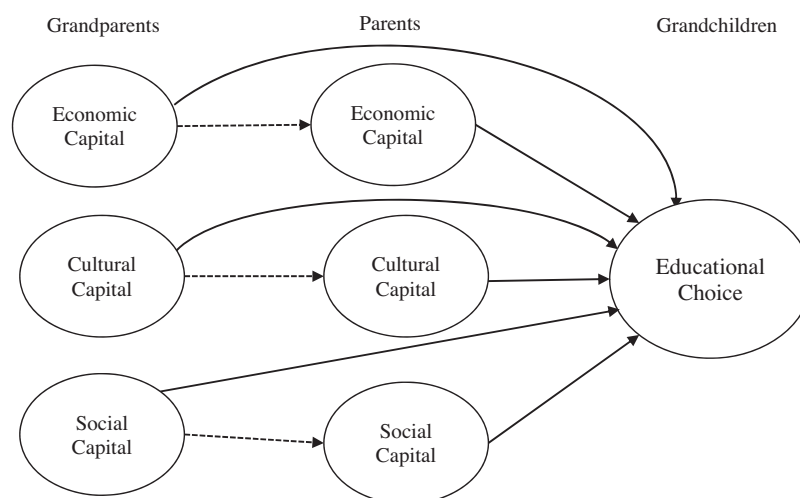 Grandparents
Parents
Grandchildren
Economic
Capital
Economic
Capital
Cultural
Capital
Cultural
Capital
Educational
Choice
Social
Capital
Social
Capital